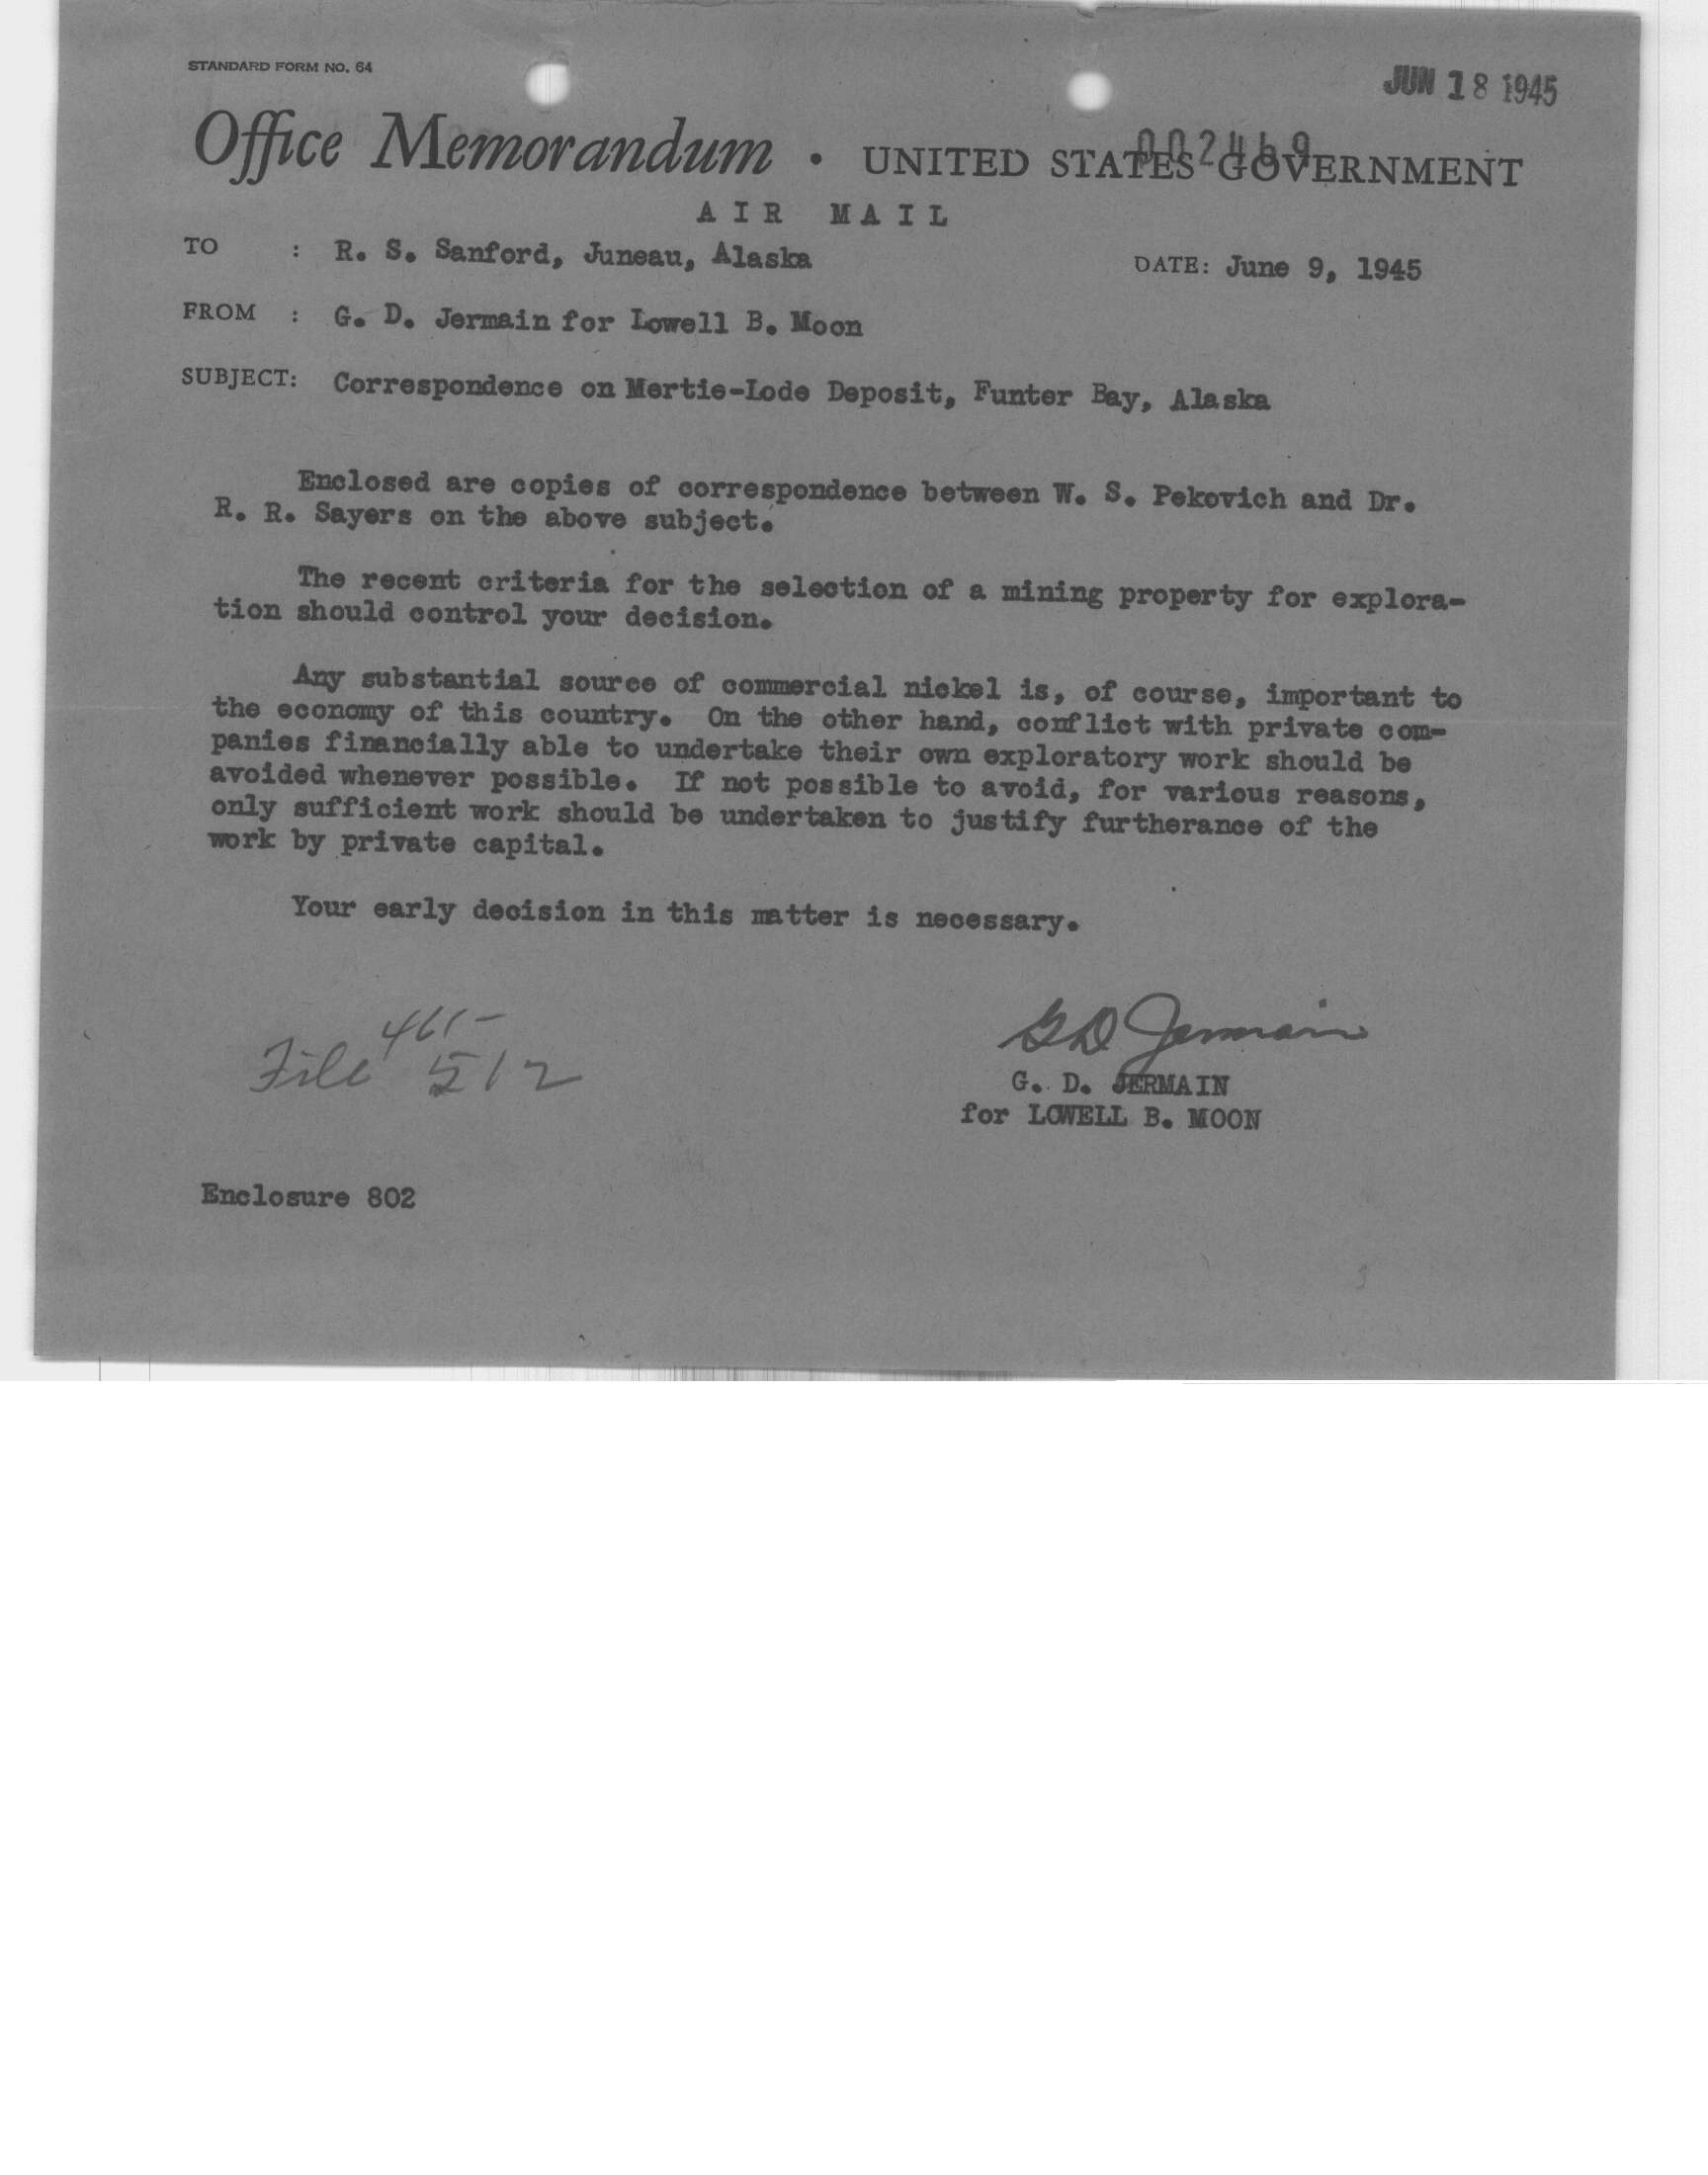 STANDARD FORM NO. 64
JUN 18 1945
Office Memorandum • UNITED STATES GOVERNMENT
AIR MAIL
TO : R. S. Sanford, Juneau, Alaska DATE: June 9, 1945
FROM : G. D. Jermain for Lowell B. Moon
SUBJECT: Correspondence on Mertie-Lode Deposit, Funter Bay, Alaska
Enclosed are copies of correspondence between W. S. Pekovich and Dr.
R. R. Sayers on the above subject.
The recent criteria for the selection of a mining property for explora-
tion should control your decision.
Any substantial source of commercial nickel is, of course, important to
the economy of this country. On the other hand, conflict with private com-
panies financially able to undertake their own exploratory work should be
avoided whenever possible. If not possible to avoid, for various reasons,
only sufficient work should be undertaken to justify furtherance of the
work by private capital.
Your early decision in this matter is necessary.
File 512
G D Jermain
G. D. JERMAIN
for LOWELL B. MOON
Enclosure 802